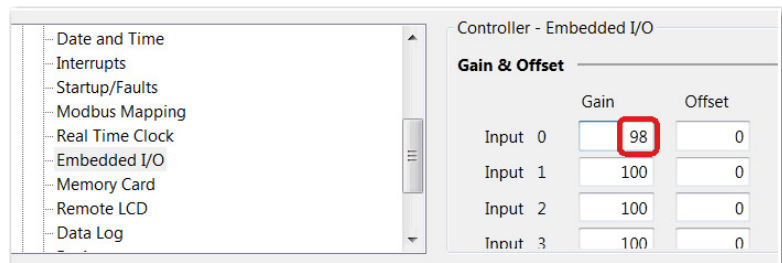 Date and Time
Interrupts
Startup/Faults
Modbus Mapping
Real Time Clock
Embedded I/O
Memory Card
Remote LCD
Data Log
Controller - Embedded I/O
Gain & Offset
Gain Offset
Input 0 98 0
Input 1 100 0
Input 2 100 0
Input 3 100 0